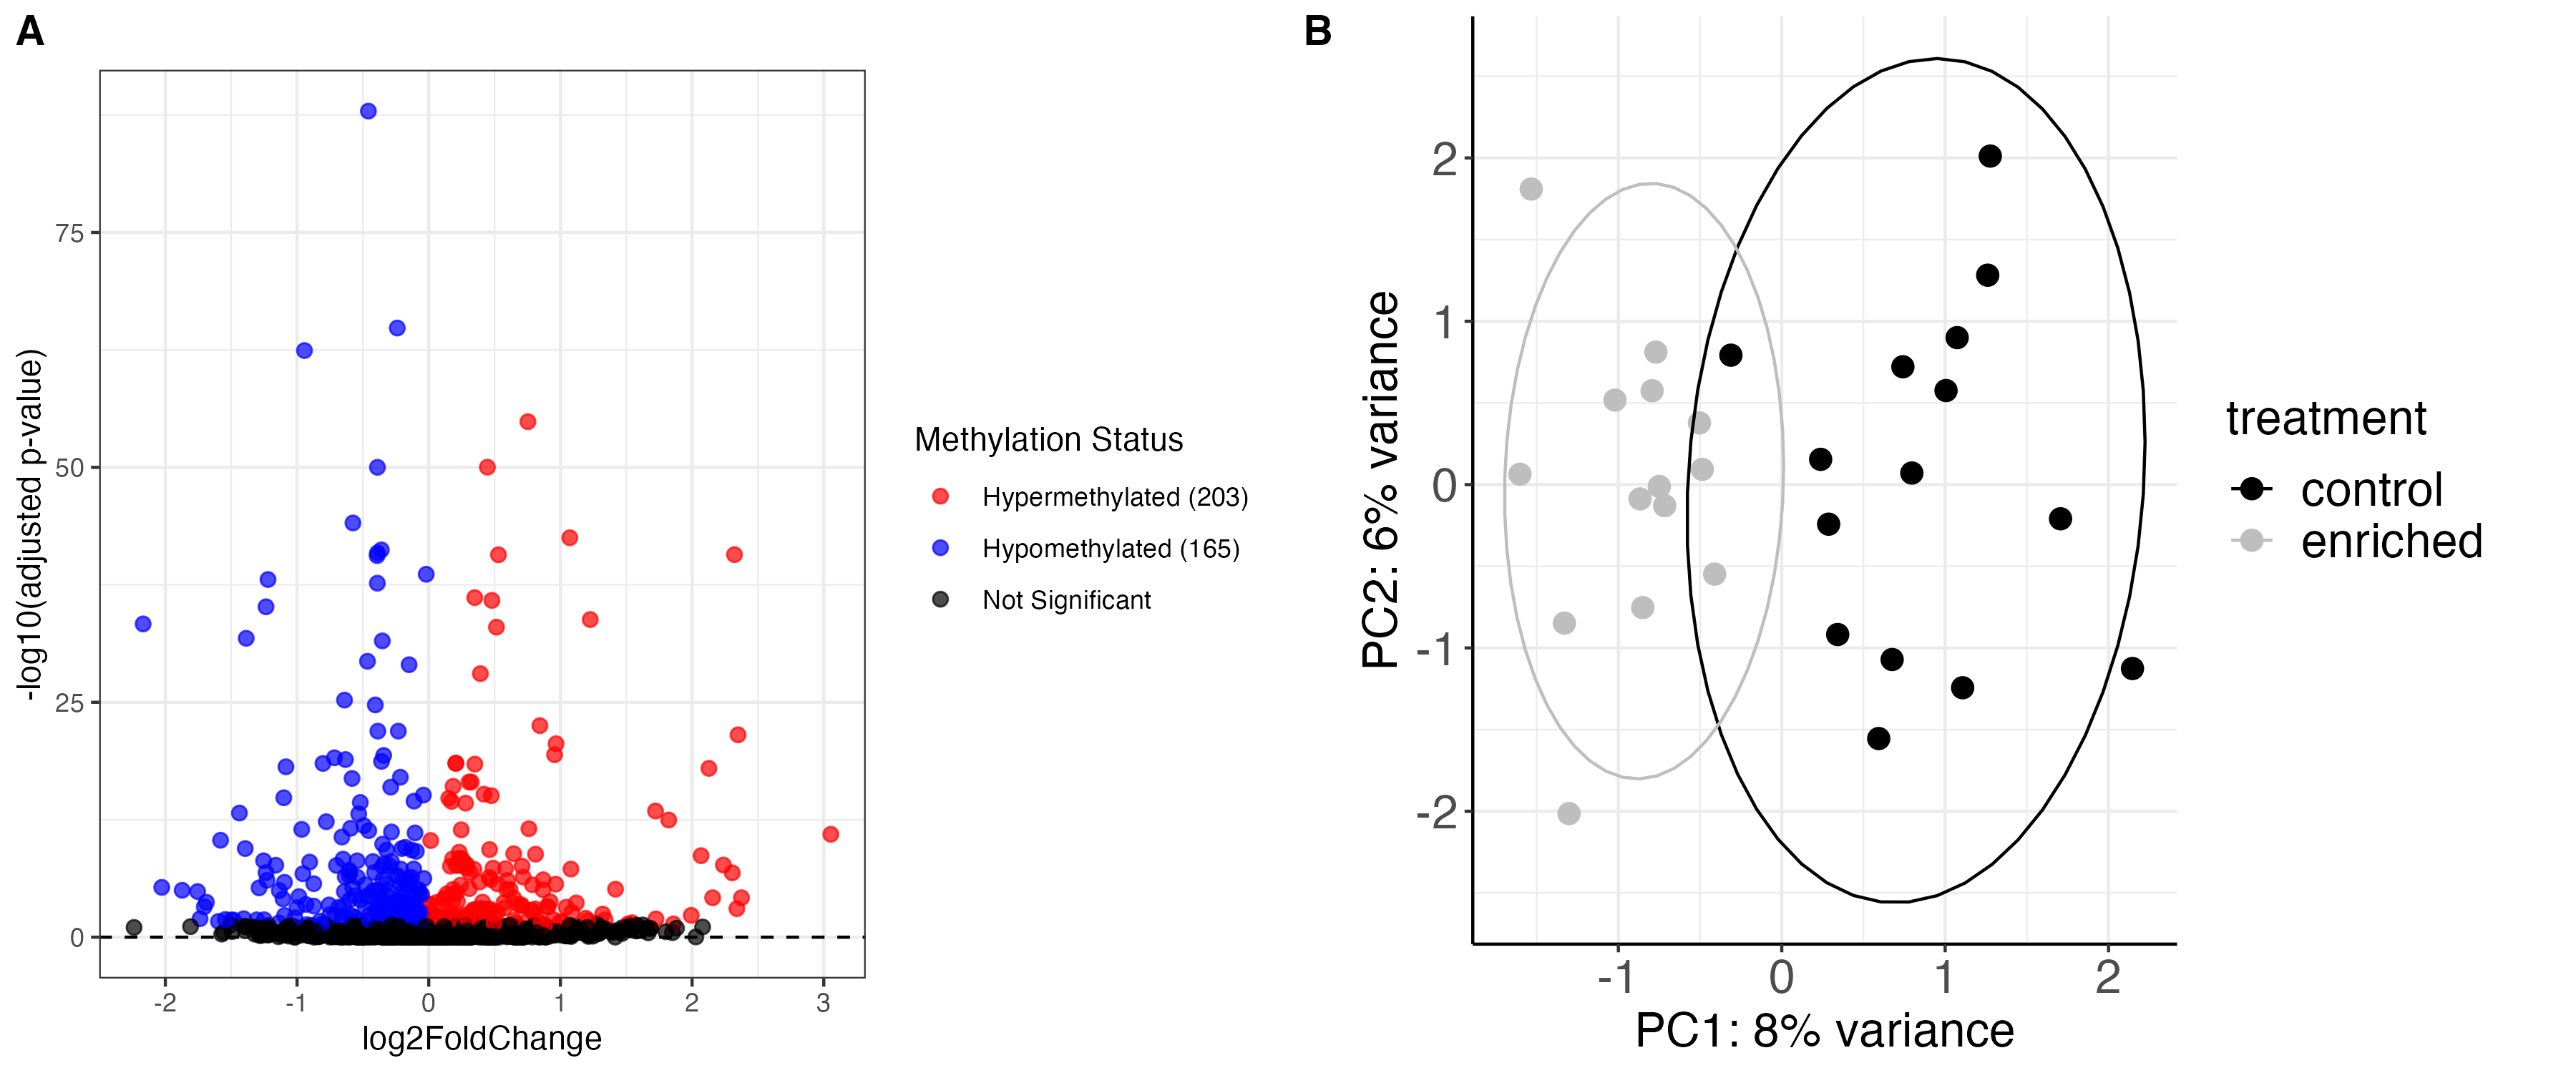 A
-log10(adjusted p-value)
75
50
25
0
-2 -1 0 1 2 3
log2FoldChange
Methylation Status
Hypermethylated (203)
Hypomethylated (165)
Not Significant
B
PC2: 6% variance
2
1
0
-1
-2
-1 0 1 2
PC1: 8% variance
treatment
control
enriched